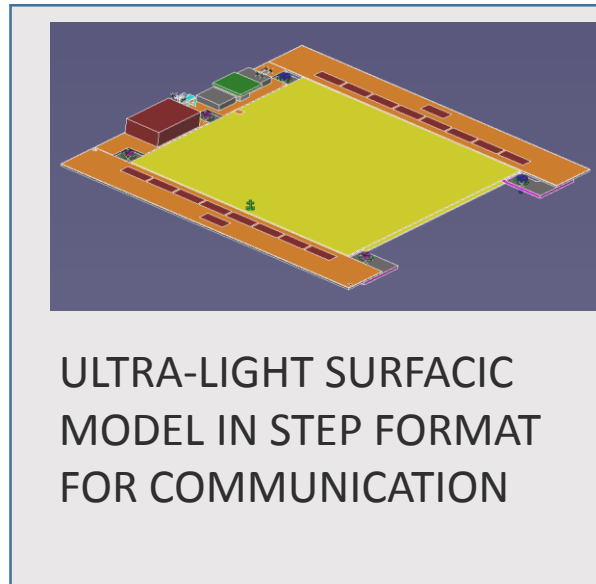 ULTRA-LIGHT SURFACIC
MODEL IN STEP FORMAT
FOR COMMUNICATION